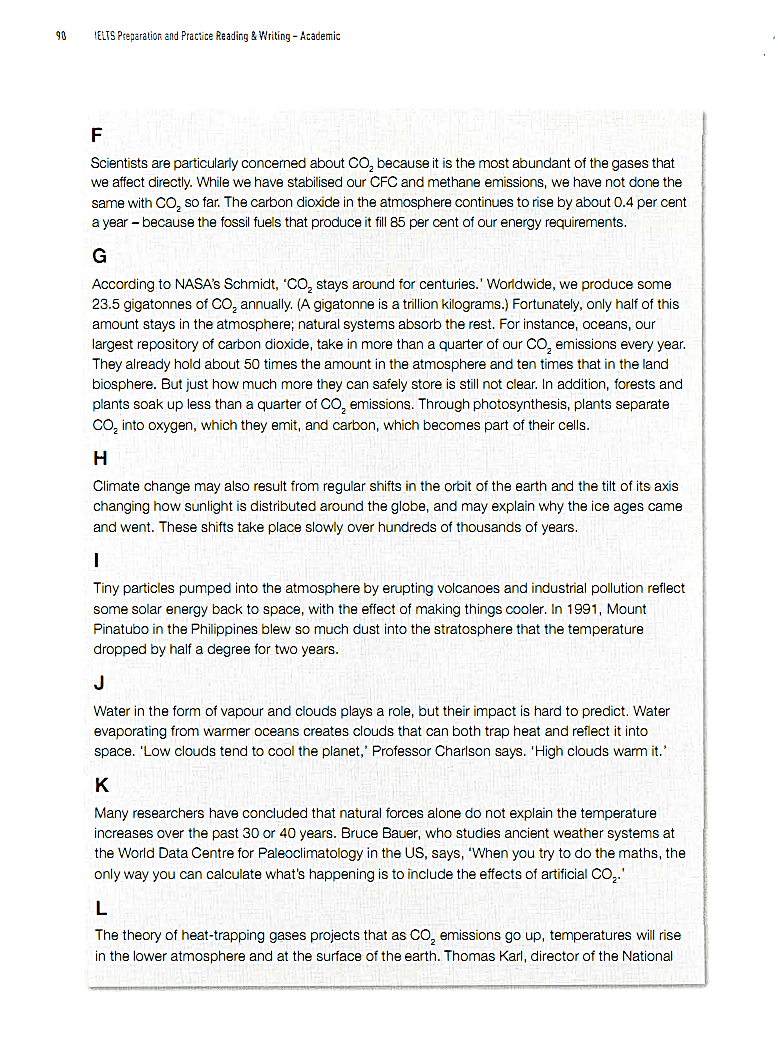 90 IELTS Preparation and Practice Reading & Writing – Academic
F
Scientists are particularly concerned about CO₂ because it is the most abundant of the gases that
we affect directly. While we have stabilised our CFC and methane emissions, we have not done the
same with CO₂ so far. The carbon dioxide in the atmosphere continues to rise by about 0.4 per cent
a year – because the fossil fuels that produce it fill 85 per cent of our energy requirements.
G
According to NASA's Schmidt, 'CO₂ stays around for centuries.' Worldwide, we produce some
23.5 gigatonnes of CO₂ annually. (A gigatonne is a trillion kilograms.) Fortunately, only half of this
amount stays in the atmosphere; natural systems absorb the rest. For instance, oceans, our
largest repository of carbon dioxide, take in more than a quarter of our CO₂ emissions every year.
They already hold about 50 times the amount in the atmosphere and ten times that in the land
biosphere. But just how much more they can safely store is still not clear. In addition, forests and
plants soak up less than a quarter of CO₂ emissions. Through photosynthesis, plants separate
CO₂ into oxygen, which they emit, and carbon, which becomes part of their cells.
H
Climate change may also result from regular shifts in the orbit of the earth and the tilt of its axis
changing how sunlight is distributed around the globe, and may explain why the ice ages came
and went. These shifts take place slowly over hundreds of thousands of years.
I
Tiny particles pumped into the atmosphere by erupting volcanoes and industrial pollution reflect
some solar energy back to space, with the effect of making things cooler. In 1991, Mount
Pinatubo in the Philippines blew so much dust into the stratosphere that the temperature
dropped by half a degree for two years.
J
Water in the form of vapour and clouds plays a role, but their impact is hard to predict. Water
evaporating from warmer oceans creates clouds that can both trap heat and reflect it into
space. 'Low clouds tend to cool the planet,' Professor Charlson says. 'High clouds warm it.'
K
Many researchers have concluded that natural forces alone do not explain the temperature
increases over the past 30 or 40 years. Bruce Bauer, who studies ancient weather systems at
the World Data Centre for Paleoclimatology in the US, says, 'When you try to do the maths, the
only way you can calculate what's happening is to include the effects of artificial CO₂.'
L
The theory of heat-trapping gases projects that as CO₂ emissions go up, temperatures will rise
in the lower atmosphere and at the surface of the earth. Thomas Karl, director of the National